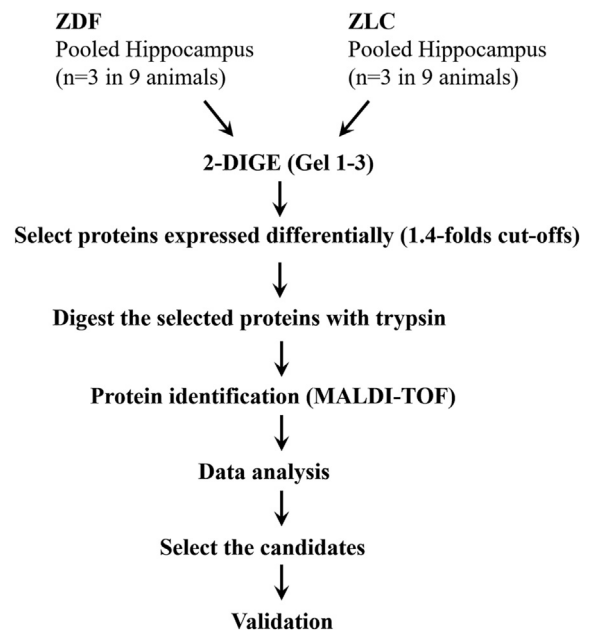 ZDF
Pooled Hippocampus
(n=3 in 9 animals)
ZLC
Pooled Hippocampus
(n=3 in 9 animals)
2-DIGE (Gel 1-3)
Select proteins expressed differentially (1.4-folds cut-offs)
Digest the selected proteins with trypsin
Protein identification (MALDI-TOF)
Data analysis
Select the candidates
Validation